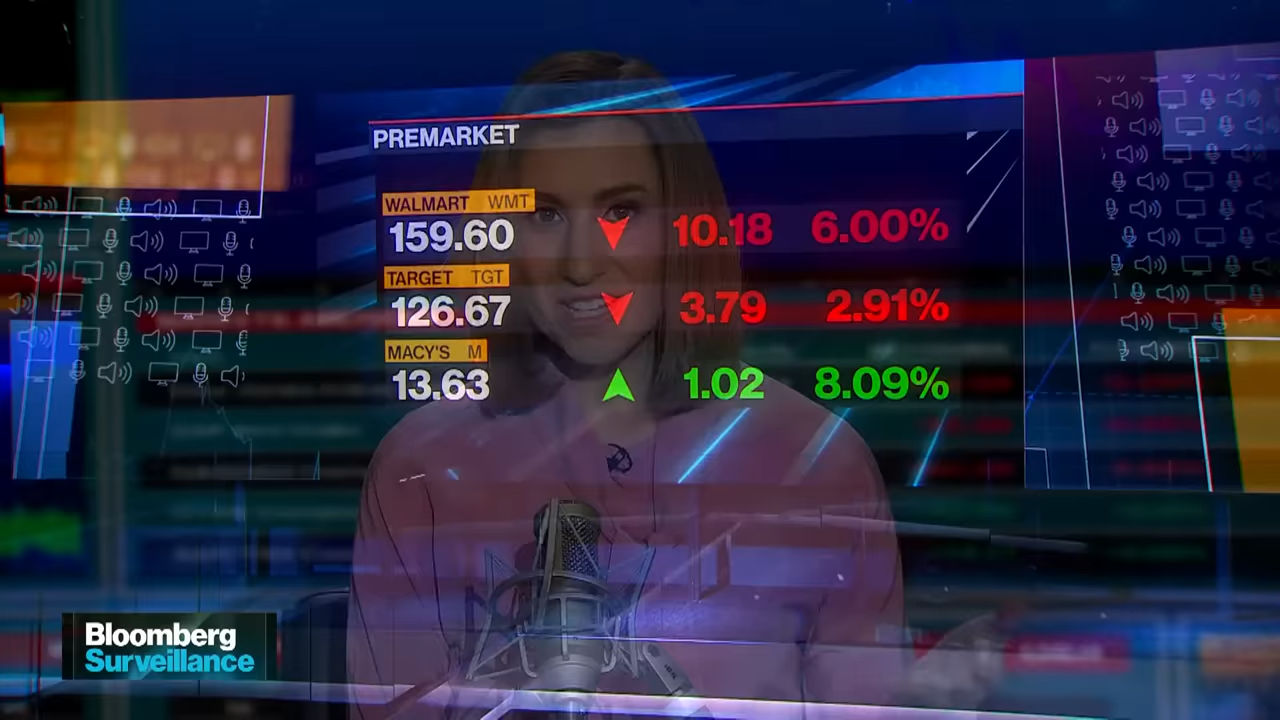 PREMARKET
WALMART WMT
159.60 10.18 6.00%
TARGET TGT
126.67 3.79 2.91%
MACY'S M
13.63 1.02 8.09%
Bloomberg
Surveillance